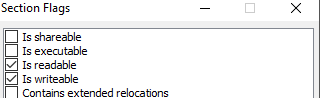 Section Flags
Is shareable
Is executable
Is readable
Is writeable
Contains extended relocations